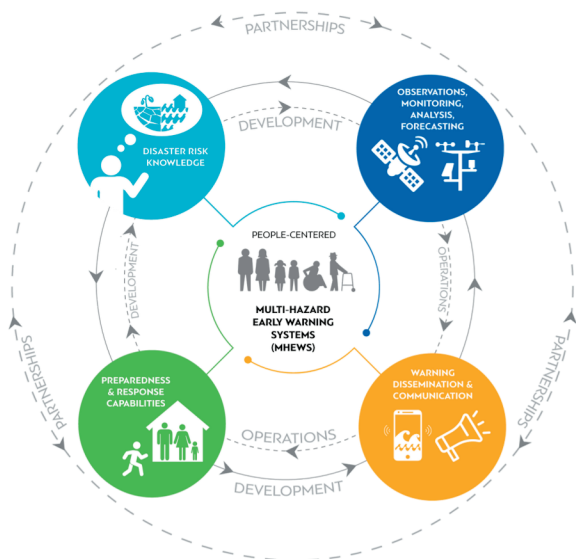 PARTNERSHIPS
OBSERVATIONS,
MONITORING,
ANALYSIS,
FORECASTING
DISASTER RISK
KNOWLEDGE
DEVELOPMENT
PEOPLE-CENTERED
MULTI-HAZARD
EARLY WARNING
SYSTEMS
(MHEWS)
DEVELOPMENT
OPERATIONS
PARTNERSHIPS
PARTNERSHIPS
PREPAREDNESS
& RESPONSE
CAPABILITIES
WARNING
DISSEMINATION &
COMMUNICATION
OPERATIONS
DEVELOPMENT